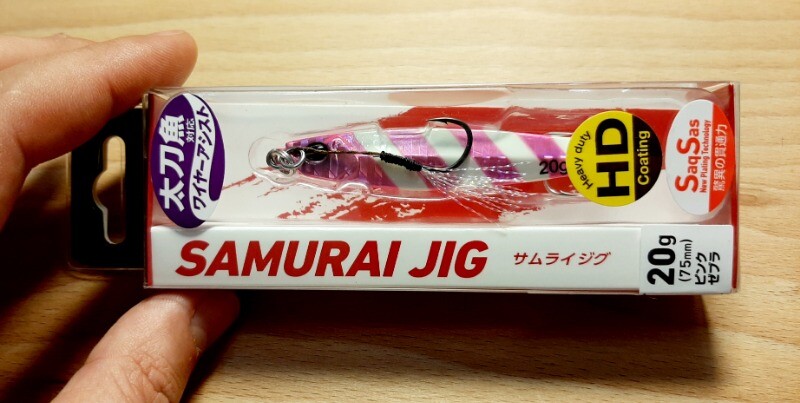 太刀魚
対応
ワイヤーアシスト
20g
Heavy duty
HD
Coating
SaqSas
New Plating Technology
驚異の貫通力
SAMURAI JIG サムライジグ
20g
(75mm)
ピンク
ゼブラ